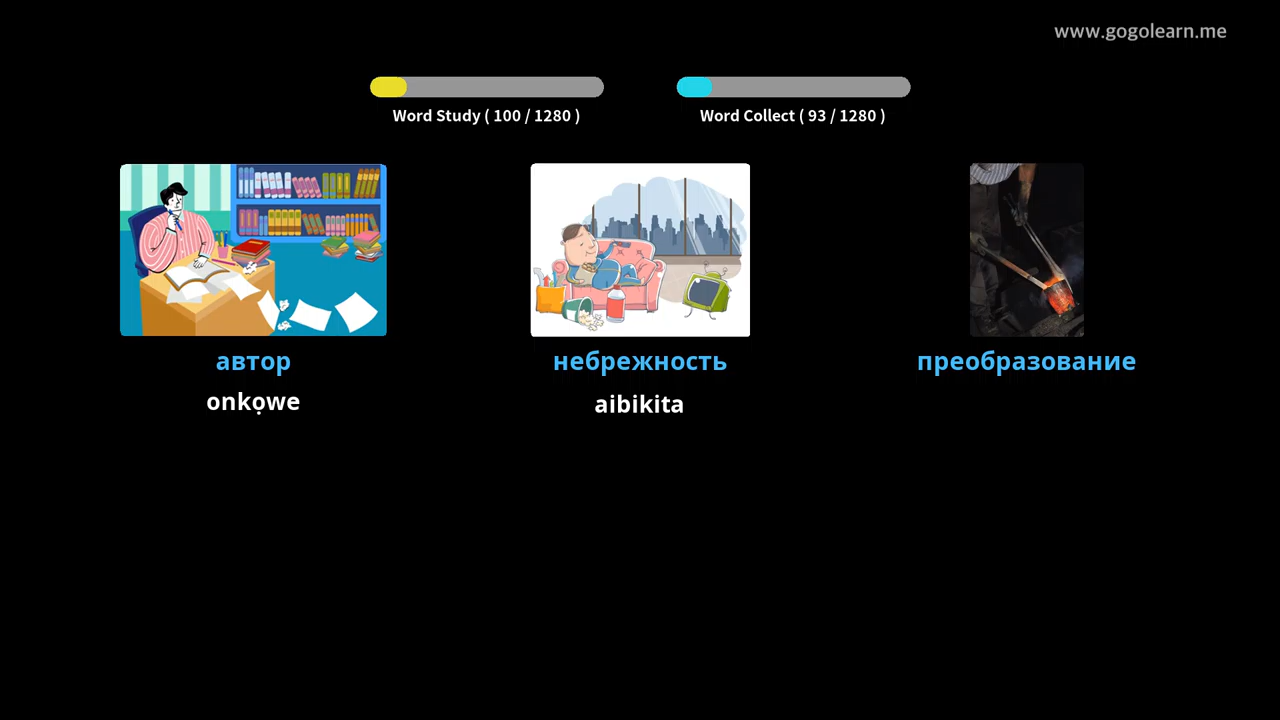 www.gogolearn.me
Word Study ( 100 / 1280 )
Word Collect ( 93 / 1280 )
автор
небрежность
преобразование
onkọwe
aibikita